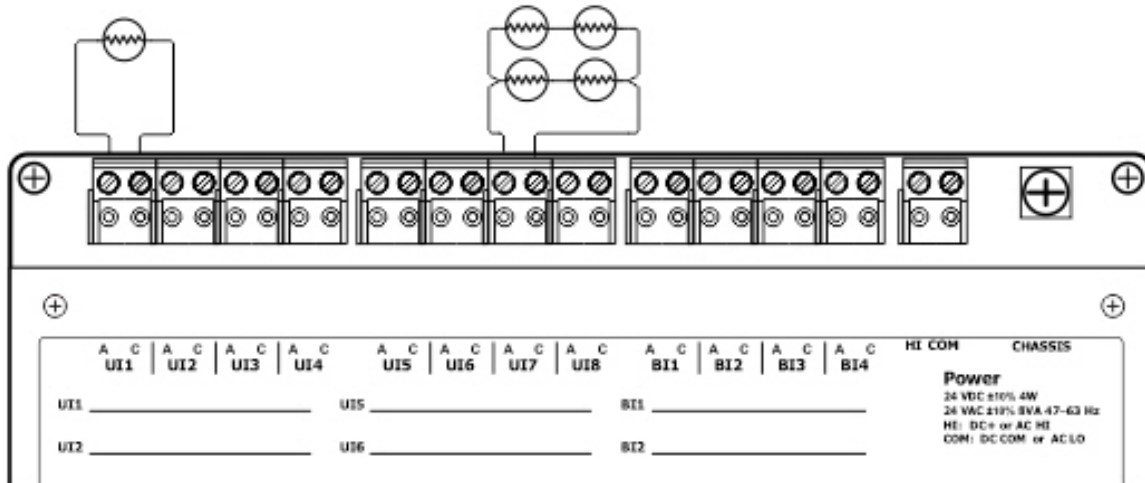 A C A C A C A C A C A C A C A C A C A C A C A C HI COM CHASSIS
UI1 UI2 UI3 UI4 UI5 UI6 UI7 UI8 BI1 BI2 BI3 BI4
Power
24 VDC ±10% 4W
24 VAC ±10% 8VA 47-63 Hz
HI: DC+ or AC HI
COM: DC COM or AC LO
UI1 UI5 BI1
UI2 UI6 BI2